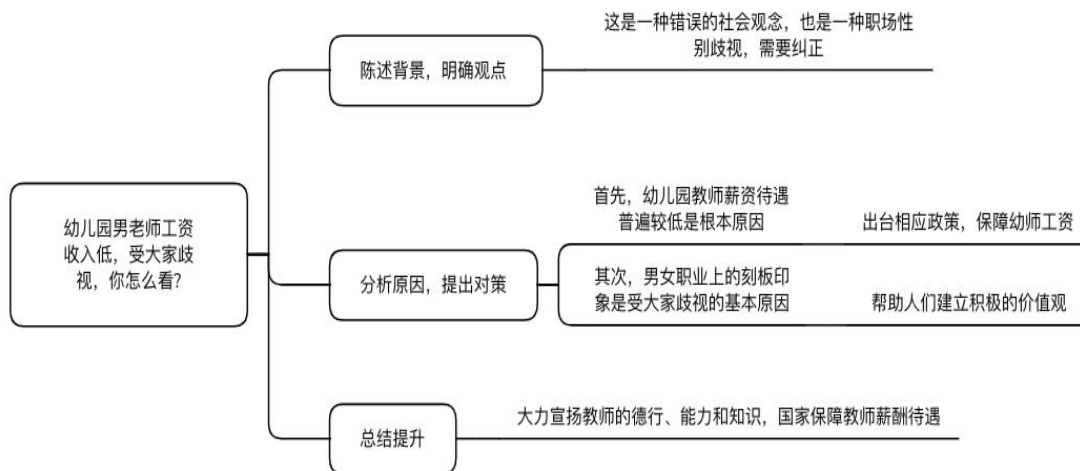 幼儿园男老师工资
收入低，受大家歧
视，你怎么看？
陈述背景，明确观点
这是一种错误的社会观念，也是一种职场性
别歧视，需要纠正
分析原因，提出对策
首先，幼儿园教师薪资待遇
普遍较低是根本原因
出台相应政策，保障幼师工资
其次，男女职业上的刻板印
象是受大家歧视的基本原因
帮助人们建立积极的价值观
总结提升
大力宣扬教师的德行、能力和知识，国家保障教师薪酬待遇